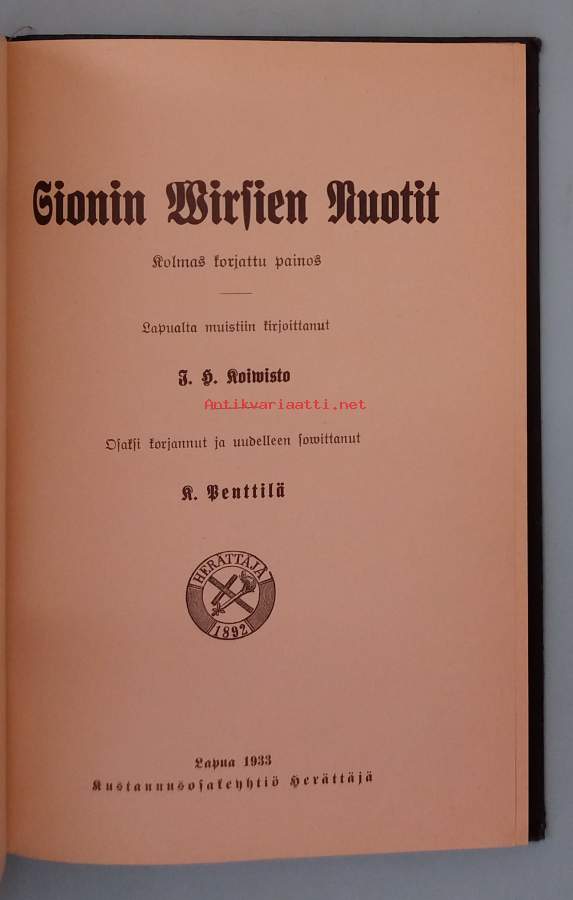 Sionin Wirsien Nuotit
Kolmas korjattu painos
Lapualta muistiin kirjoittanut
J. H. Koiwisto
Antikvariaatti.net
Osaksi korjannut ja uudelleen sowittanut
K. Penttilä
HERÄTTÄJÄ
1892
Lapua 1933
Kustannusosakeyhtiö Herättäjä